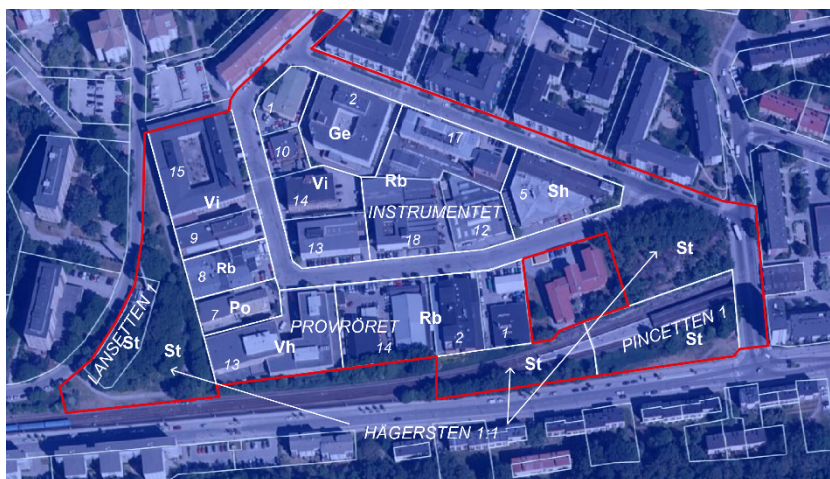 2
1
Ge
17
10
15
Vi
Rb
5
Sh
Vi
14
INSTRUMENTET
12
9
13
18
St
8
Rb
LANSETTEN 1
St
St
7
Po
PROVRÖRET
Rb
13
Vh
14
2
1
St
PINCETTEN 1
St
HÄGERSTEN 1:1